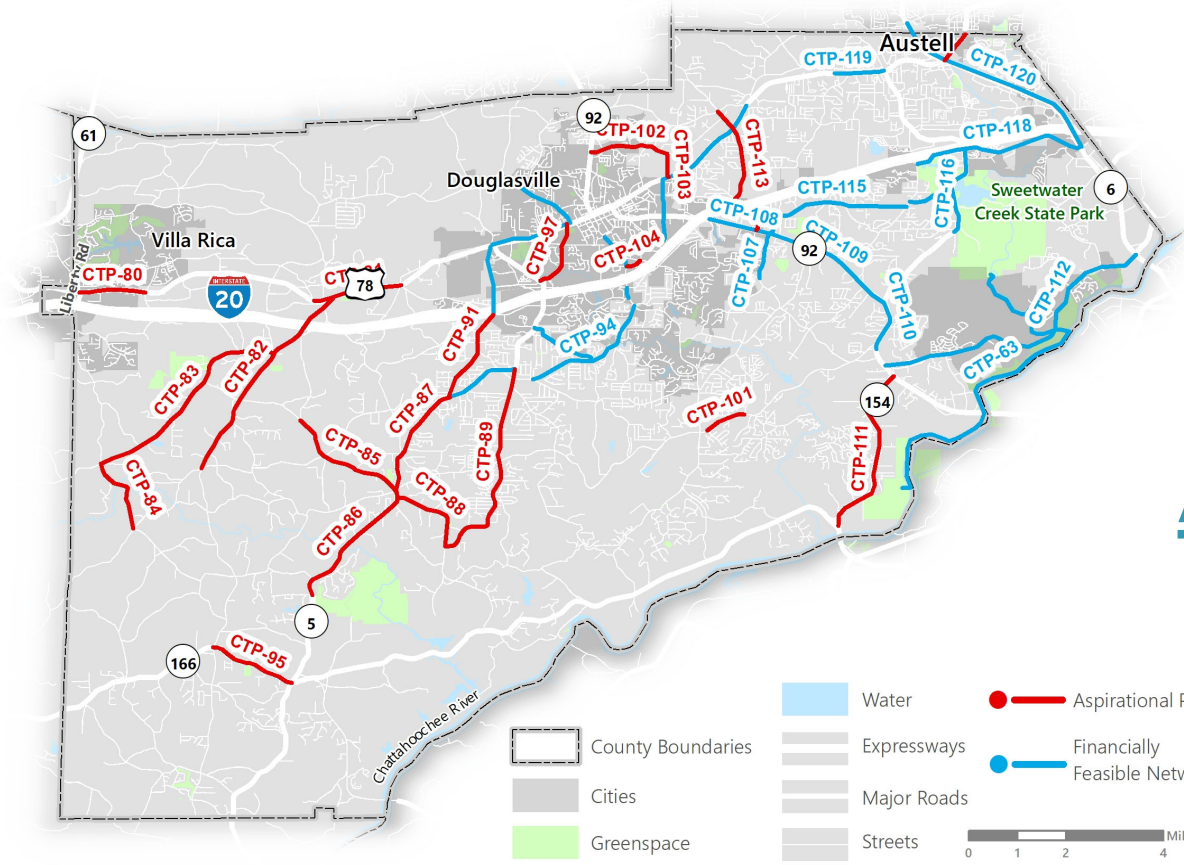 Austell
CTP-119
CTP-120
61
92
CTP-102
CTP-103
CTP-113
CTP-118
Douglasville
CTP-115
CTP-116
Sweetwater
Creek State Park
6
CTP-108
CTP-97
CTP-104
CTP-107
92
CTP-109
Villa Rica
Liberty Rd
CTP-80
INTERSTATE
20
78
CTP-112
CTP-110
CTP-91
CTP-94
CTP-63
CTP-82
CTP-83
CTP-87
CTP-101
154
CTP-89
CTP-85
CTP-111
CTP-84
CTP-88
CTP-86
5
CTP-95
166
Chattahoochee River
County Boundaries
Cities
Greenspace
Water
Expressways
Major Roads
Streets
Aspirational
Financially
Feasible
0 1 2 4